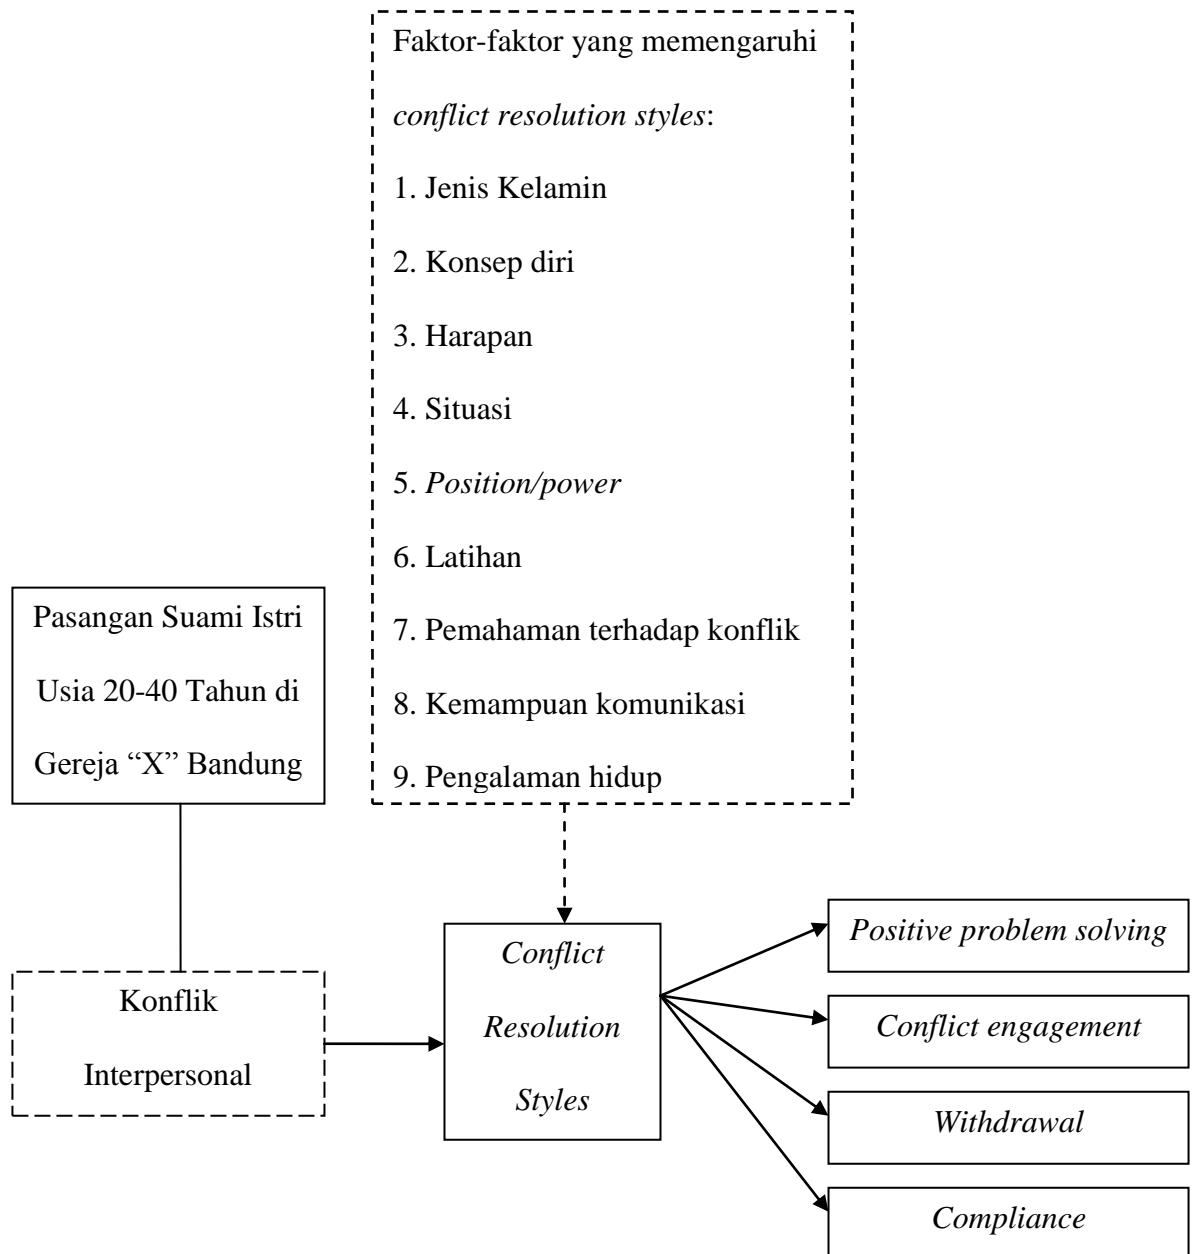 Faktor-faktor yang memengaruhi
conflict resolution styles:
1. Jenis Kelamin
2. Konsep diri
3. Harapan
4. Situasi
5. Position/power
6. Latihan
7. Pemahaman terhadap konflik
8. Kemampuan komunikasi
9. Pengalaman hidup
Pasangan Suami Istri
Usia 20-40 Tahun di
Gereja “X” Bandung
Konflik
Interpersonal
Conflict
Resolution
Styles
Positive problem solving
Conflict engagement
Withdrawal
Compliance